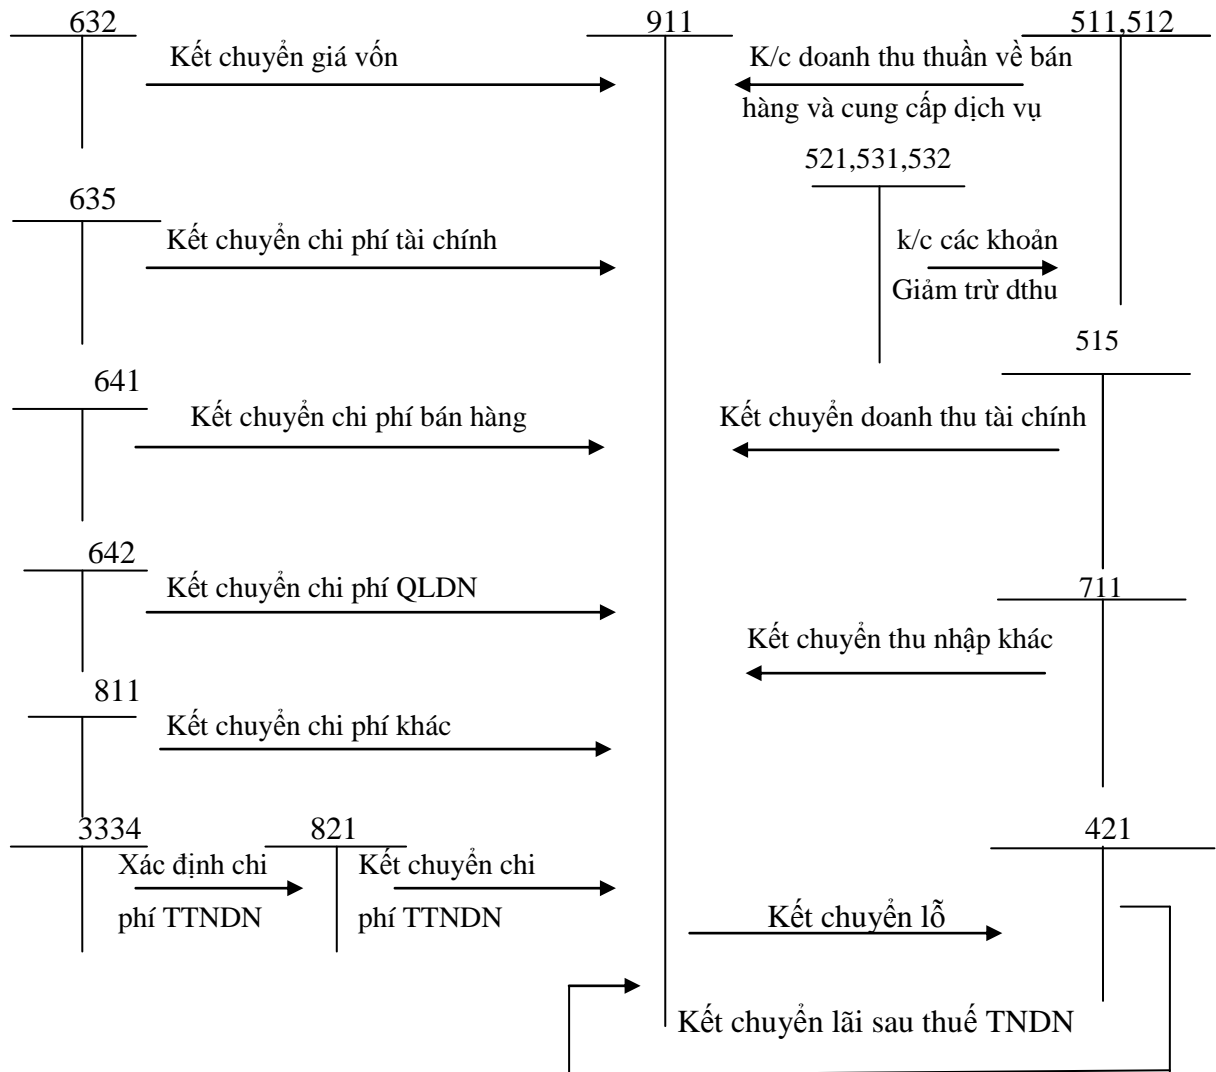 632
911
511,512
Kết chuyển giá vốn
K/c doanh thu thuần về bán
hàng và cung cấp dịch vụ
521,531,532
635
Kết chuyển chi phí tài chính
k/c các khoản
Giảm trừ dthu
515
641
Kết chuyển chi phí bán hàng
Kết chuyển doanh thu tài chính
642
Kết chuyển chi phí QLDN
711
Kết chuyển thu nhập khác
811
Kết chuyển chi phí khác
3334
821
421
Xác định chi
phí TTNDN
Kết chuyển chi
phí TTNDN
Kết chuyển lỗ
Kết chuyển lãi sau thuế TNDN